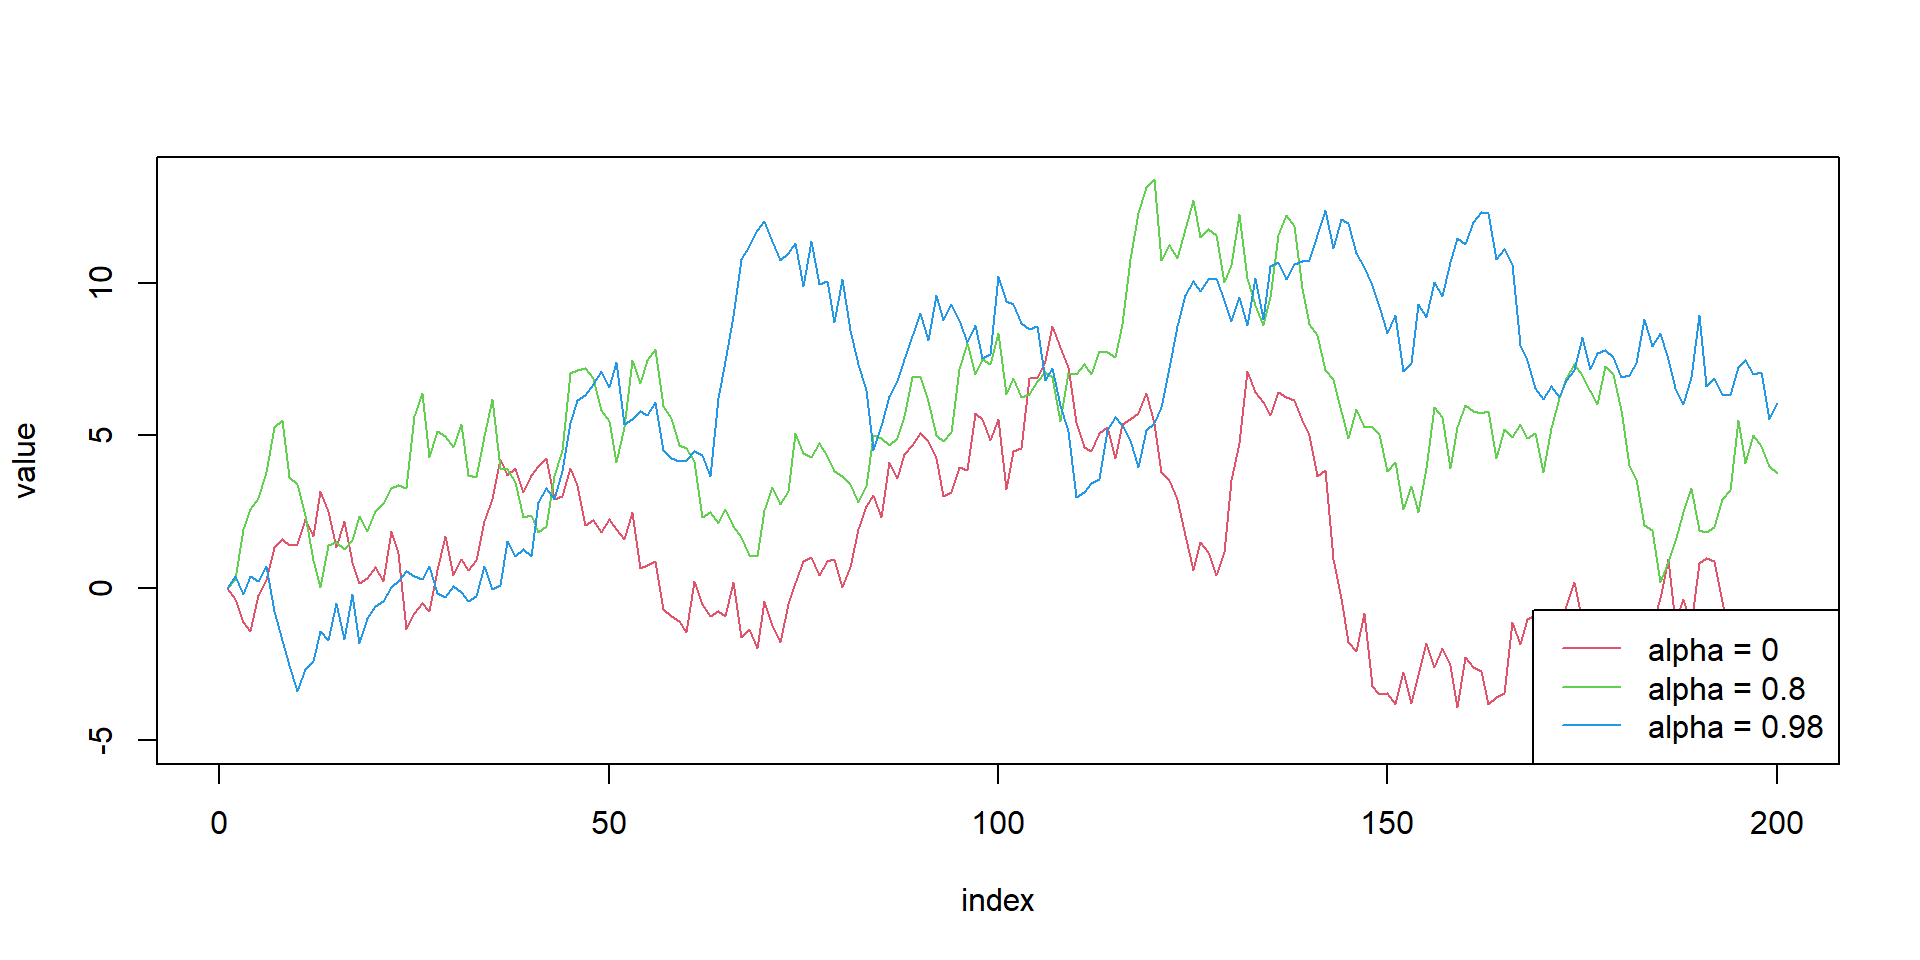 value
10
5
0
-5
alpha = 0
alpha = 0.8
alpha = 0.98
0 50 100 150 200
index